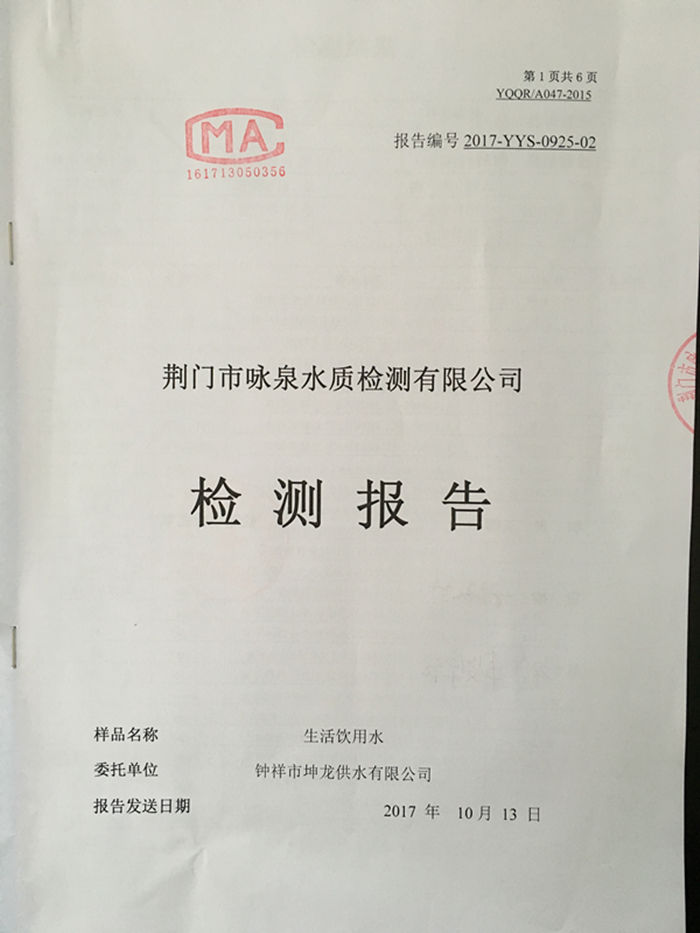 第1页共6页
YQQR/A047-2015
MA
161713050356
报告编号 2017-YYS-0925-02
荆门市咏泉水质检测有限公司
检测报告
样品名称 生活饮用水
委托单位 钟祥市坤龙供水有限公司
报告发送日期 2017 年 10月 13 日